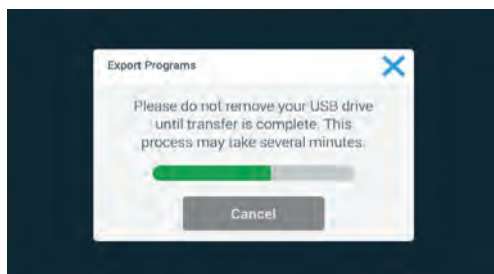 Export Programs
Please do not remove your USB drive
until transfer is complete. This
process may take several minutes.
Cancel